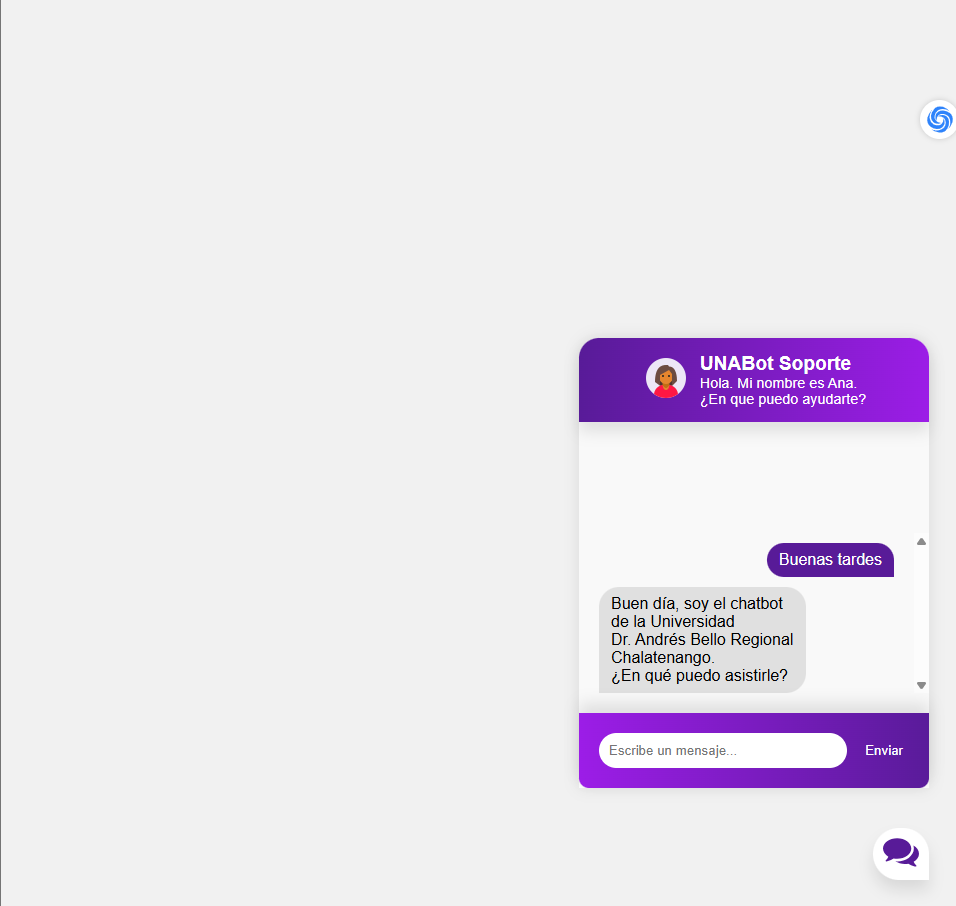 UNABot Soporte
Hola. Mi nombre es Ana.
¿En que puedo ayudarte?
Buenas tardes
Buen día, soy el chatbot
de la Universidad
Dr. Andrés Bello Regional
Chalatenango.
¿En qué puedo asistirle?
Escribe un mensaje... Enviar